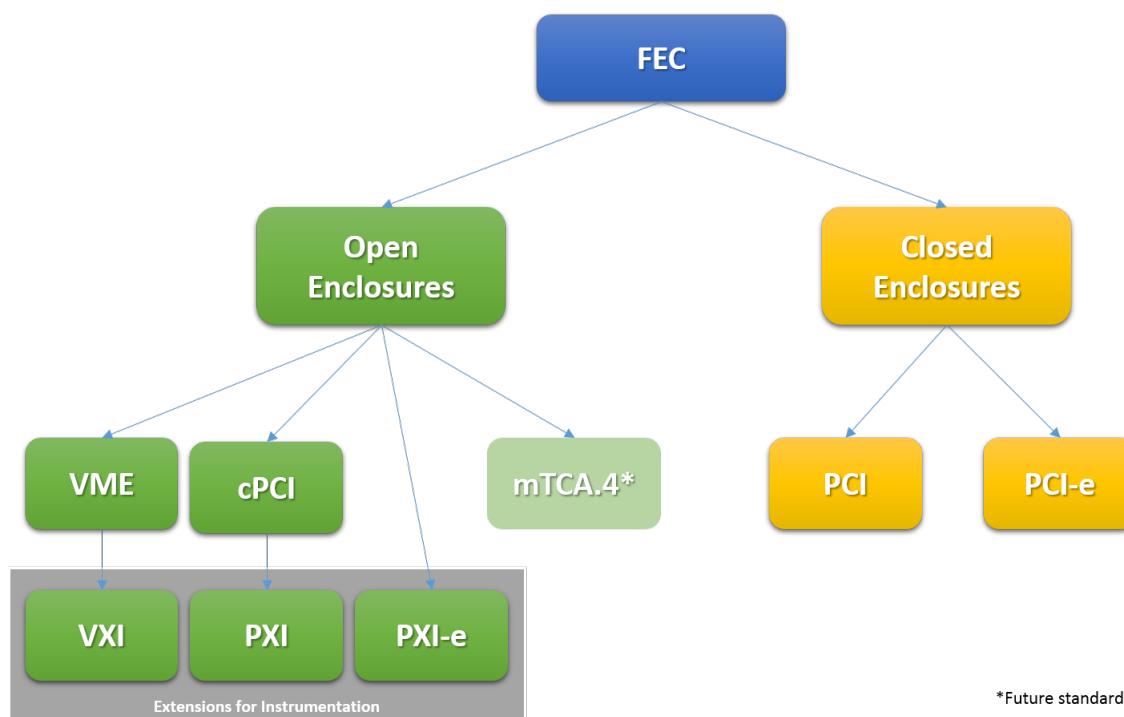 FEC
Open
Enclosures
Closed
Enclosures
VME
cPCI
mTCA.4*
PCI
PCI-e
VXI
PXI
PXI-e
Extensions for Instrumentation
*Future standard